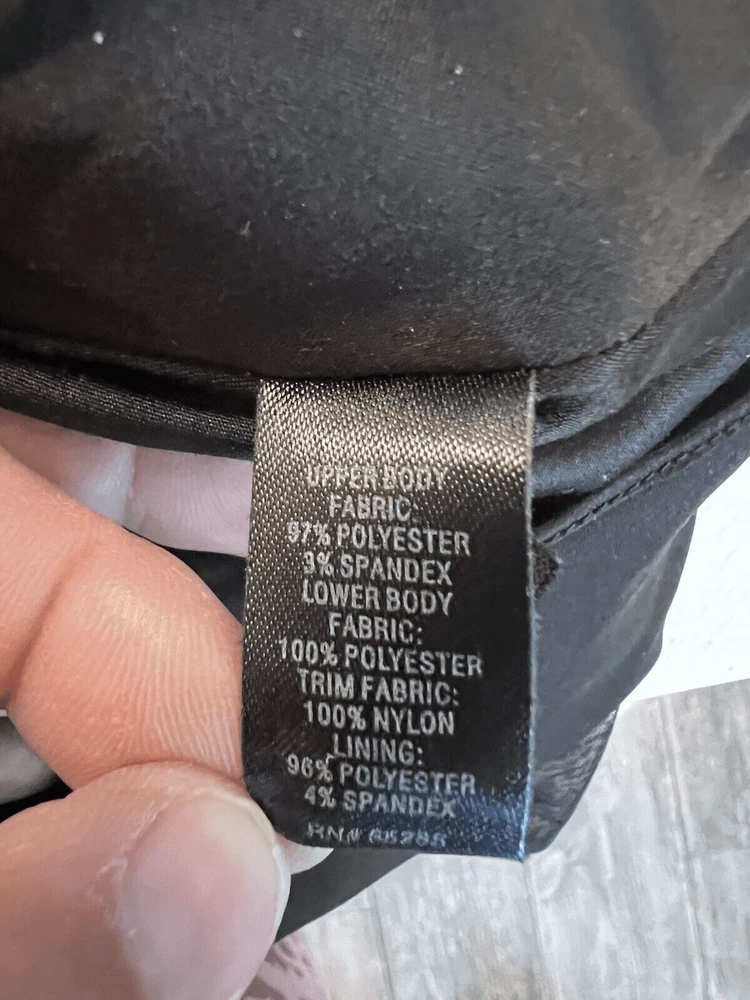 UPPER BODY
FABRIC:
97% POLYESTER
3% SPANDEX
LOWER BODY
FABRIC:
100% POLYESTER
TRIM FABRIC:
100% NYLON
LINING:
96% POLYESTER
4% SPANDEX
RN#